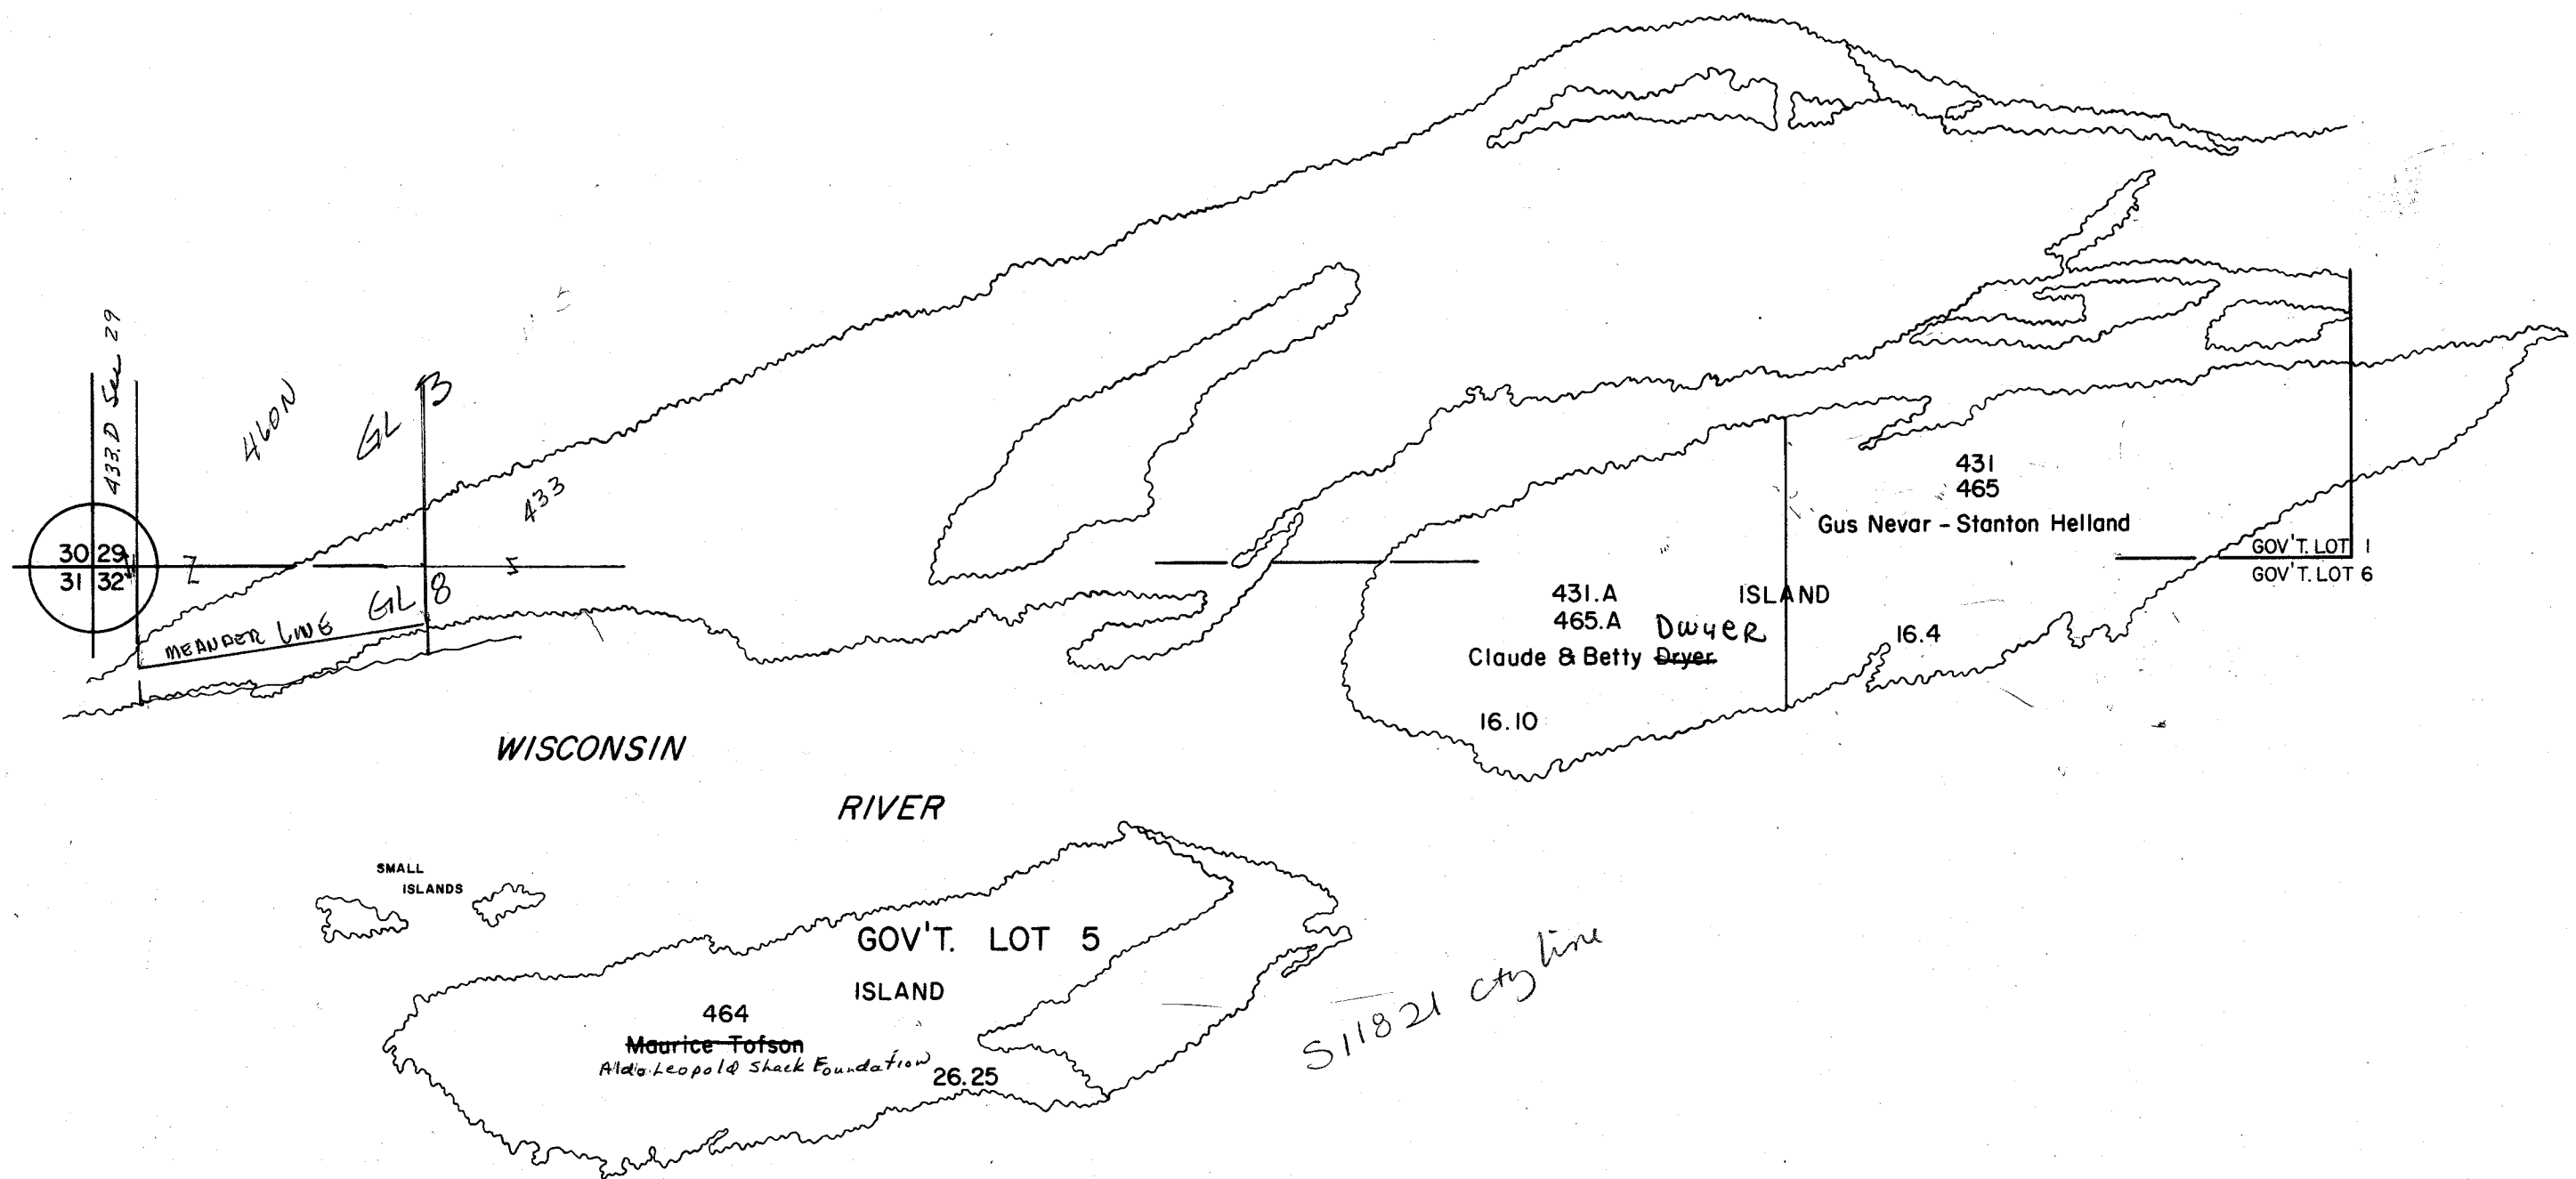 433.D Sec 29
460N
GL 3
433
30 29
31 32
Z
MEANDER LINE GL 8
431
465
Gus Nevar - Stanton Helland
GOV'T. LOT 1
GOV'T. LOT 6
431.A
465.A
Dwyer
Claude & Betty Dryer
ISLAND
16.4
16.10
WISCONSIN
RIVER
SMALL
ISLANDS
GOV'T. LOT 5
ISLAND
464
Maurice Tofson
Aldo Leopold Shack Foundation
26.25
S11821 Cty line